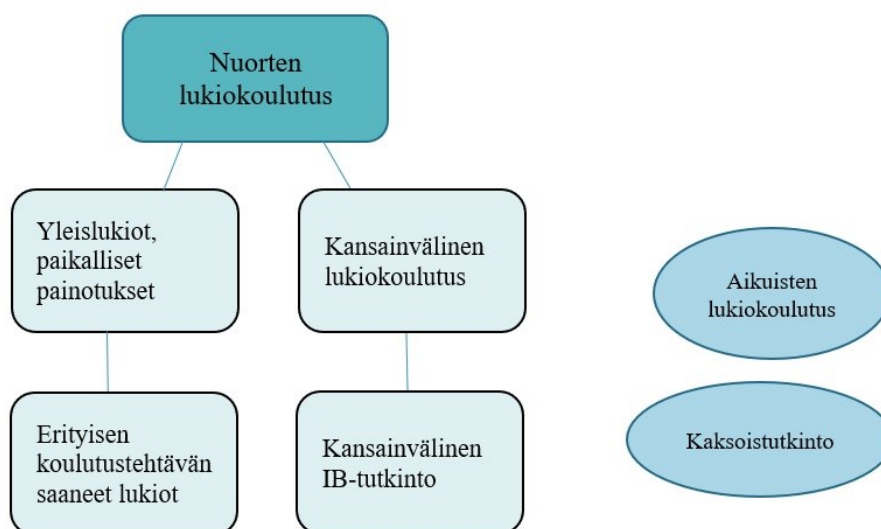 Nuorten
lukiokoulutus
Yleislukiot,
paikalliset
painotukset
Kansainvälinen
lukiokoulutus
Aikuisten
lukiokoulutus
Erityisen
koulutustehtävän
saaneet lukiot
Kansainvälinen
IB-tutkinto
Kaksoistutkinto